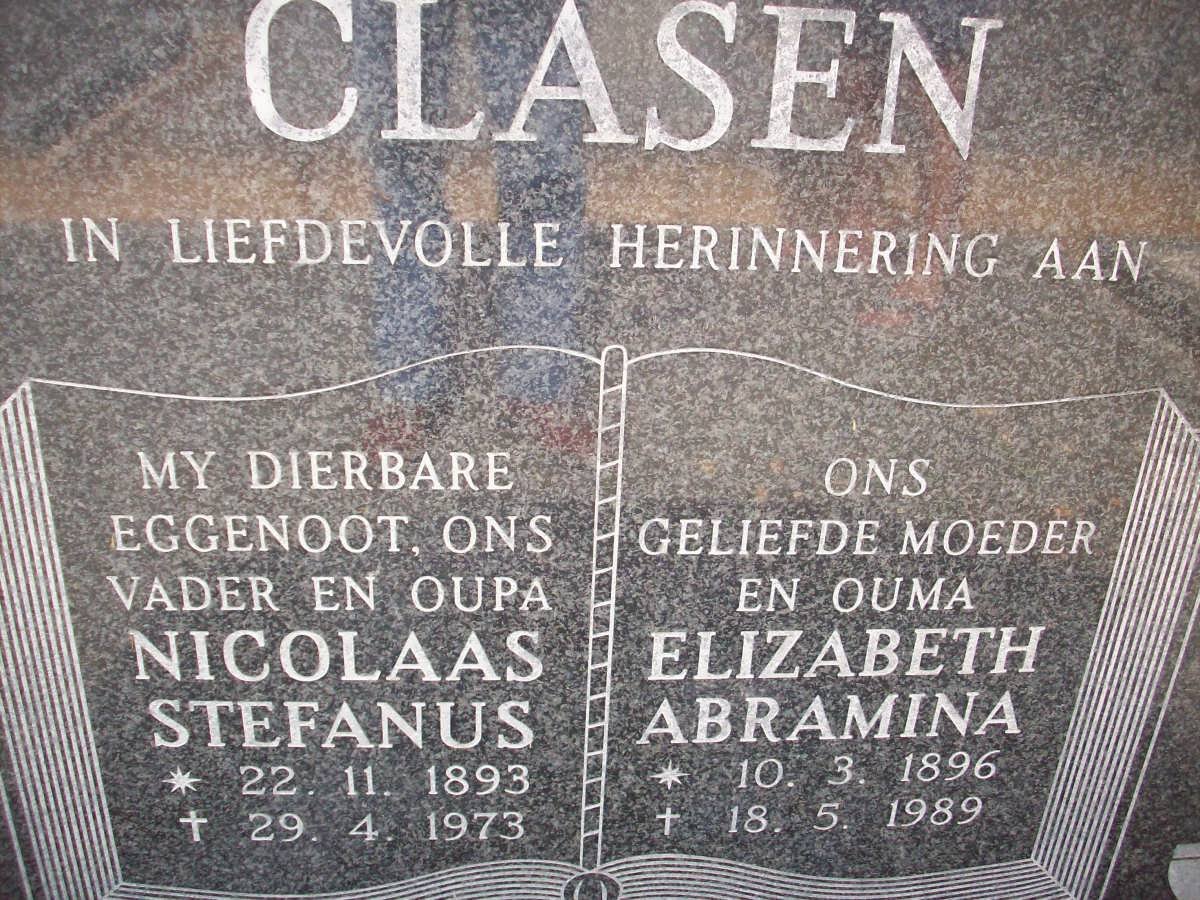 CLASEN
IN LIEFDEVOLLE HERINNERING AAN
MY DIERBARE
EGGENOOT, ONS
VADER EN OUPA
NICOLAAS
STEFANUS
* 22. 11. 1893
✝ 29. 4. 1973
ONS
GELIEFDE MOEDER
EN OUMA
ELIZABETH
ABRAMINA
* 10. 3. 1896
✝ 18. 5. 1989